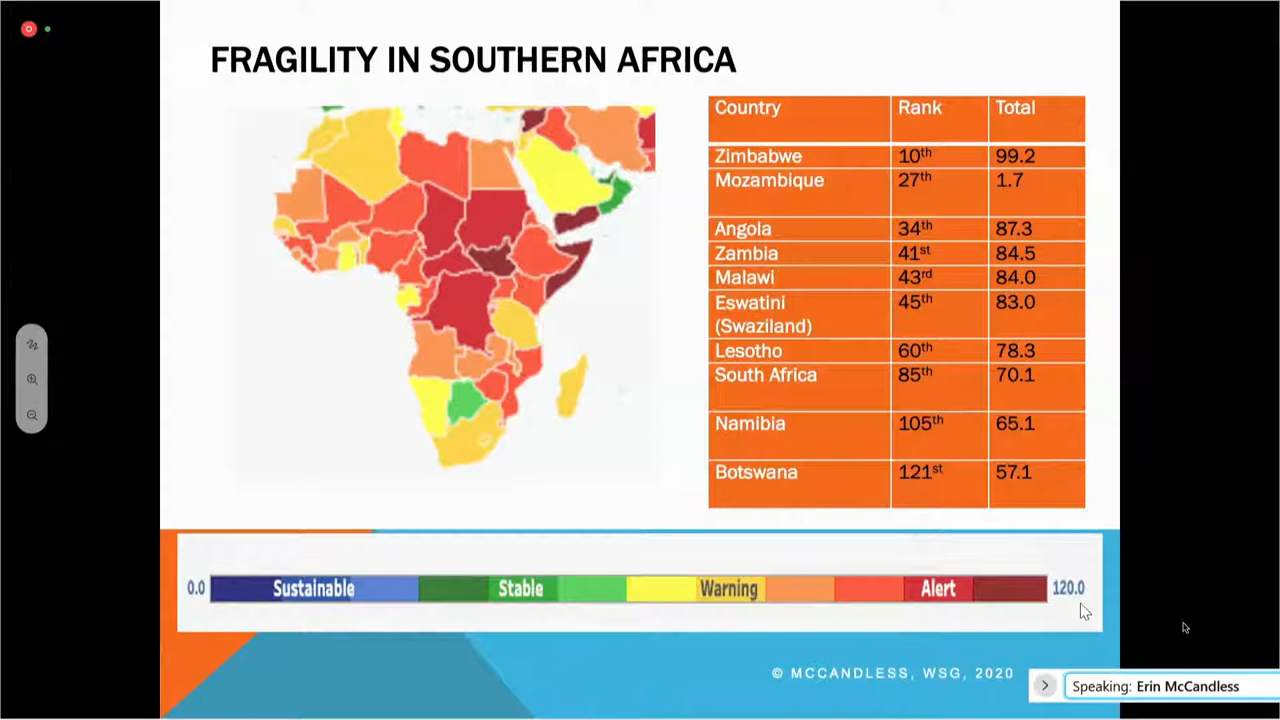 FRAGILITY IN SOUTHERN AFRICA
Country Rank Total
Zimbabwe 10th 99.2
Mozambique 27th 1.7
Angola 34th 87.3
Zambia 41st 84.5
Malawi 43rd 84.0
Eswatini 45th 83.0
(Swaziland)
Lesotho 60th 78.3
South Africa 85th 70.1
Namibia 105th 65.1
Botswana 121st 57.1
0.0 Sustainable Stable Warning Alert 120.0
© MCCANDLESS, WSG, 2020
Speaking: Erin McCandless